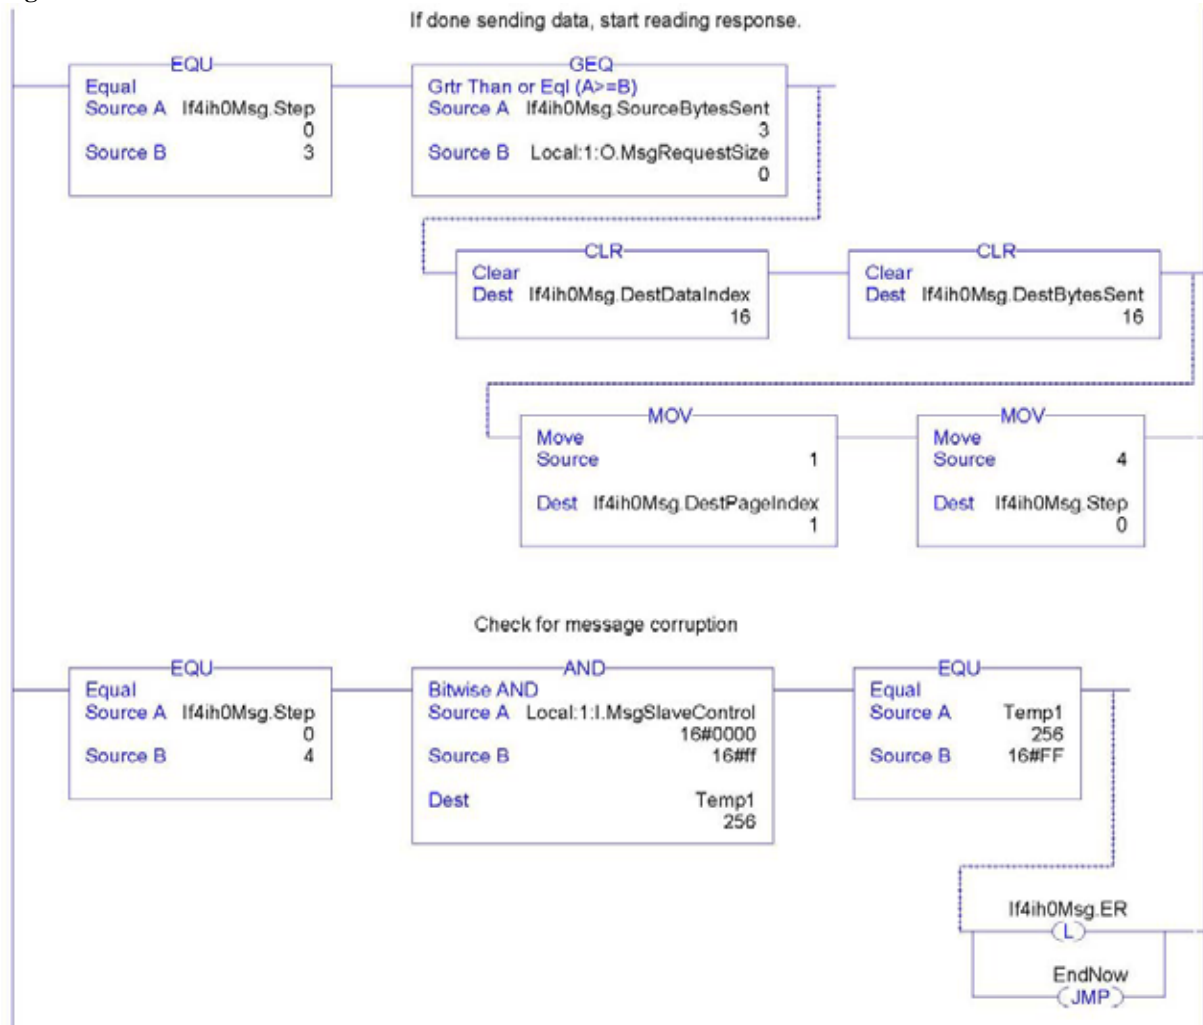 If done sending data, start reading response.
EQU
Equal
Source A If4ih0Msg.Step
0
Source B 3
GEQ
Grtr Than or Eql (A>=B)
Source A If4ih0Msg.SourceBytesSent
3
Source B Local:1:O.MsgRequestSize
0
CLR
Clear
Dest If4ih0Msg.DestDataIndex
16
CLR
Clear
Dest If4ih0Msg.DestBytesSent
16
MOV
Move
Source 1
Dest If4ih0Msg.DestPageIndex
1
MOV
Move
Source 4
Dest If4ih0Msg.Step
0
Check for message corruption
EQU
Equal
Source A If4ih0Msg.Step
0
Source B 4
AND
Bitwise AND
Source A Local:1:I.MsgSlaveControl
16#0000
Source B 16#ff
Dest Temp1
256
EQU
Equal
Source A Temp1
256
Source B 16#FF
If4ih0Msg.ER
L
EndNow
JMP